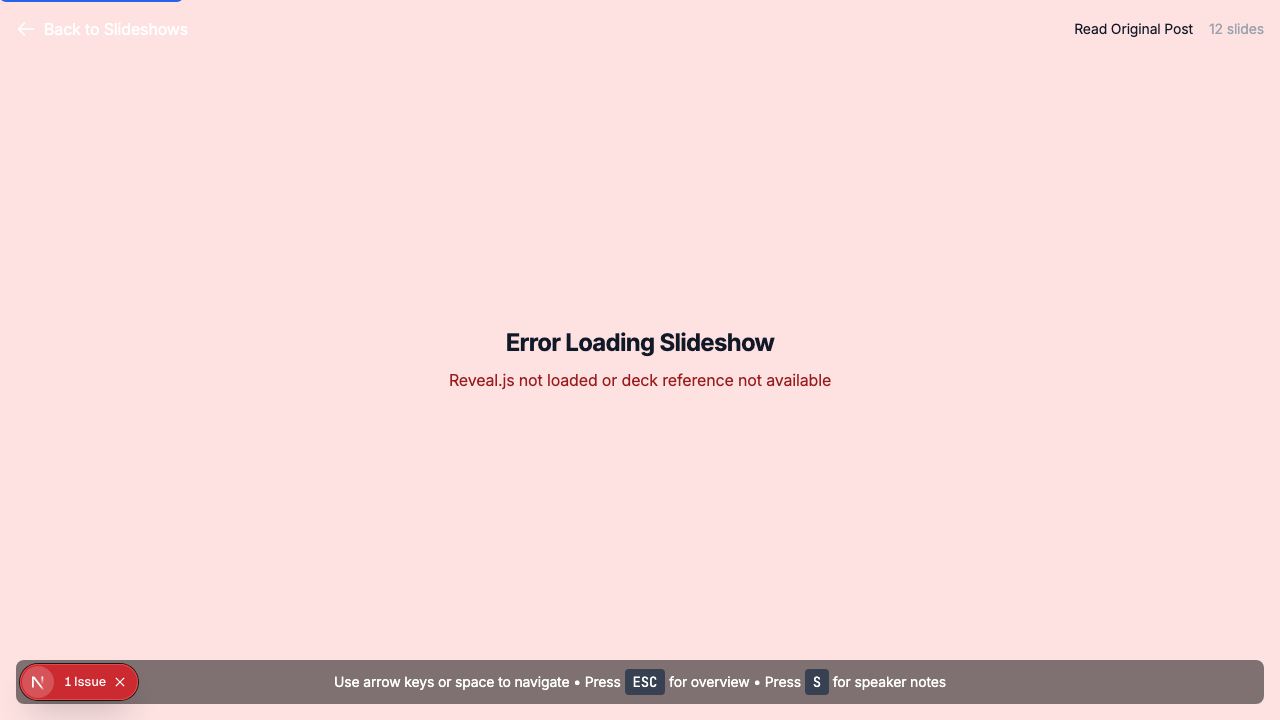 Back to Slideshows
Read Original Post 12 slides
Error Loading Slideshow
Reveal.js not loaded or deck reference not available
N 1 Issue
Use arrow keys or space to navigate • Press ESC for overview • Press S for speaker notes